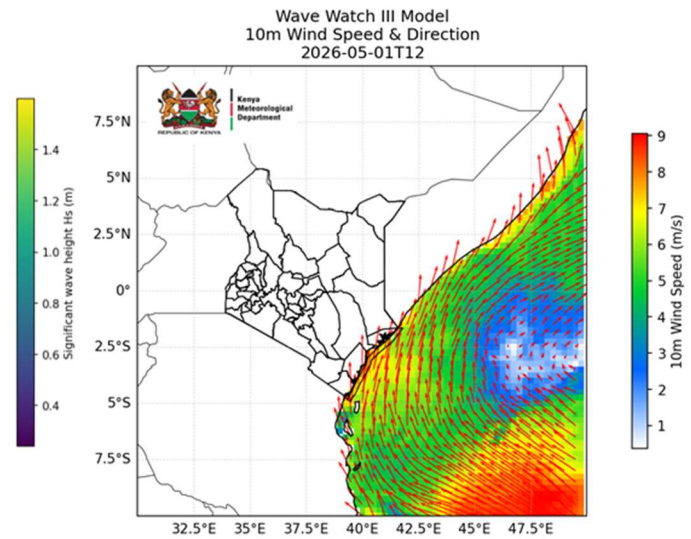 Wave Watch III Model
10m Wind Speed & Direction
2026-05-01T12
Kenya
Meteorological
Department
REPUBLIC OF KENYA
7.5°N
5°N
2.5°N
0°
2.5°S
5°S
7.5°S
32.5°E 35°E 37.5°E 40°E 42.5°E 45°E 47.5°E
1.4
1.2
1.0
0.8
0.6
0.4
Significant wave height Hs (m)
9
8
7
6
5
4
3
2
1
10m Wind Speed (m/s)